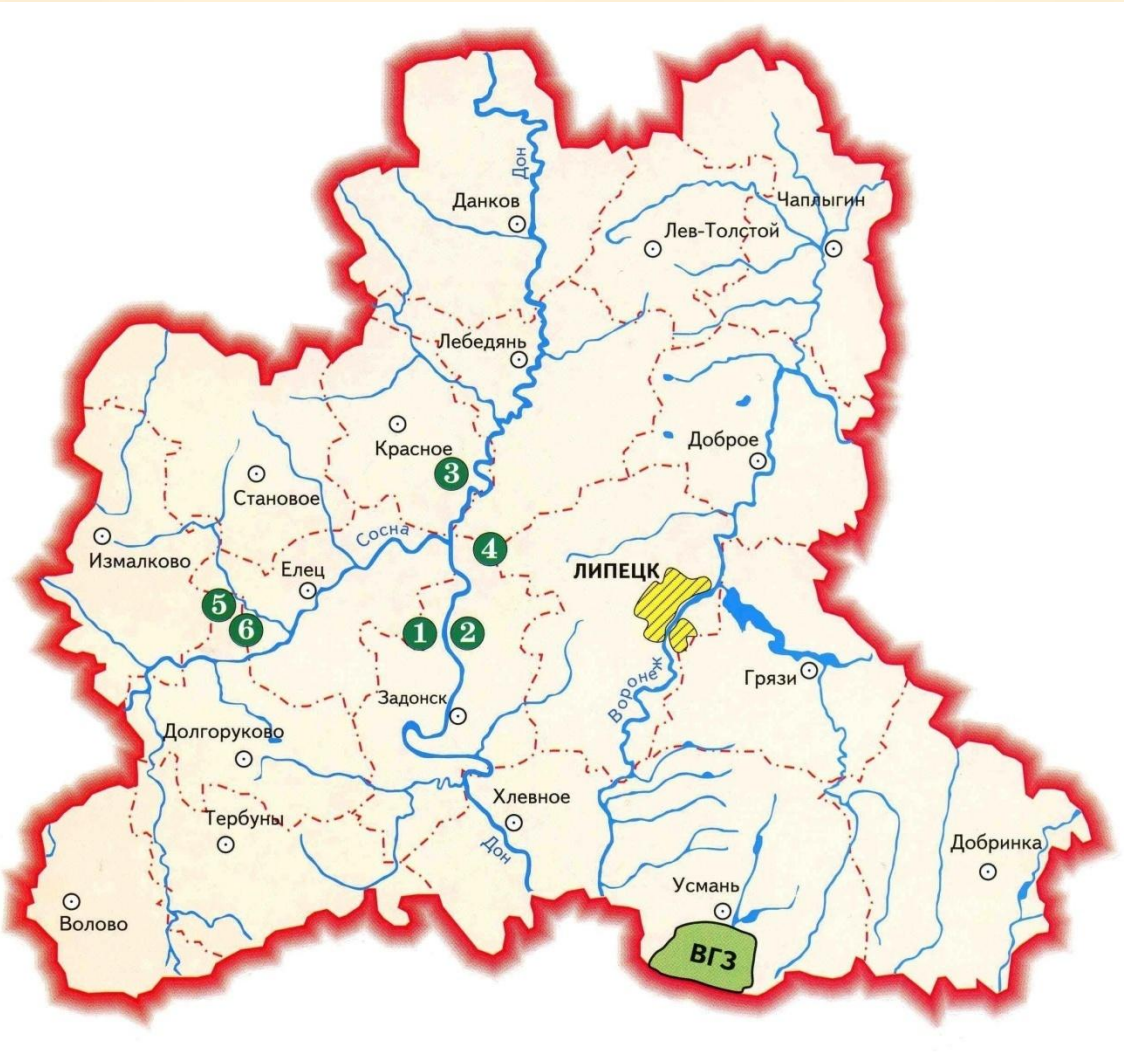 Дон
Данков
Чаплыгин
Лев-Толстой
Лебедянь
Красное
3
Доброе
Становое
Сосна
4
Измалково
Елец
ЛИПЕЦК
5
6
1
2
Воронеж
Грязи
Задонск
Долгоруково
Хлевное
Тербуны
Дон
Добринка
Усмань
Волово
ВГЗ